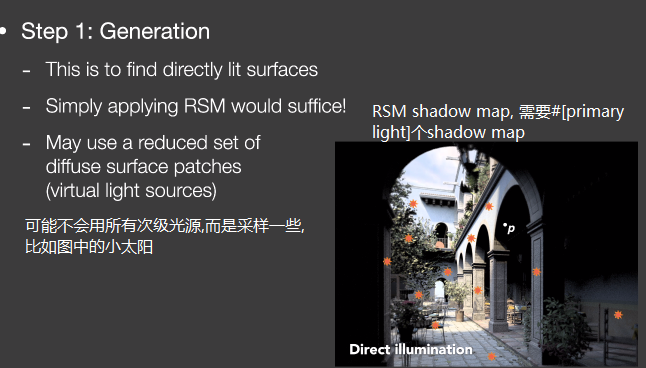 • Step 1: Generation
- This is to find directly lit surfaces
- Simply applying RSM would suffice!
RSM shadow map, 需要#[primary
light]个shadow map
- May use a reduced set of
diffuse surface patches
(virtual light sources)
可能不会用所有次级光源,而是采样一些,
比如图中的小太阳
p
Direct illumination